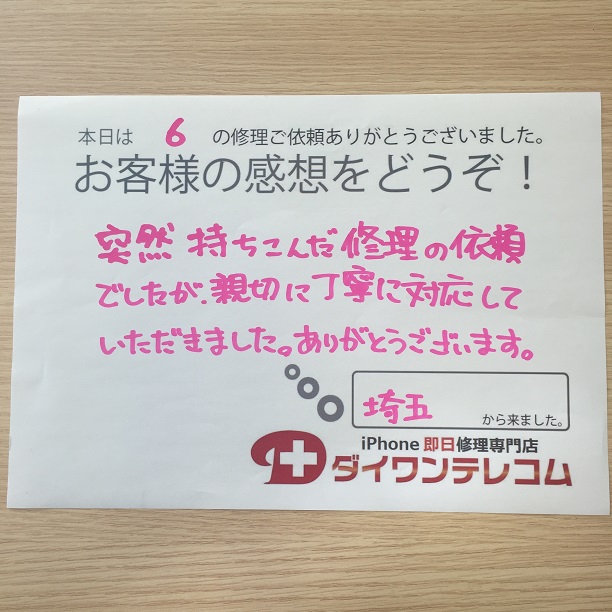 本日は 6 の修理ご依頼ありがとうございました。
お客様の感想をどうぞ！
突然 持ちこんだ 修理の依頼
でしたが、親切に丁寧に対応して
いただきました。ありがとうございます。
埼玉 から来ました。
iPhone 即日修理専門店
ダイワンテレコム